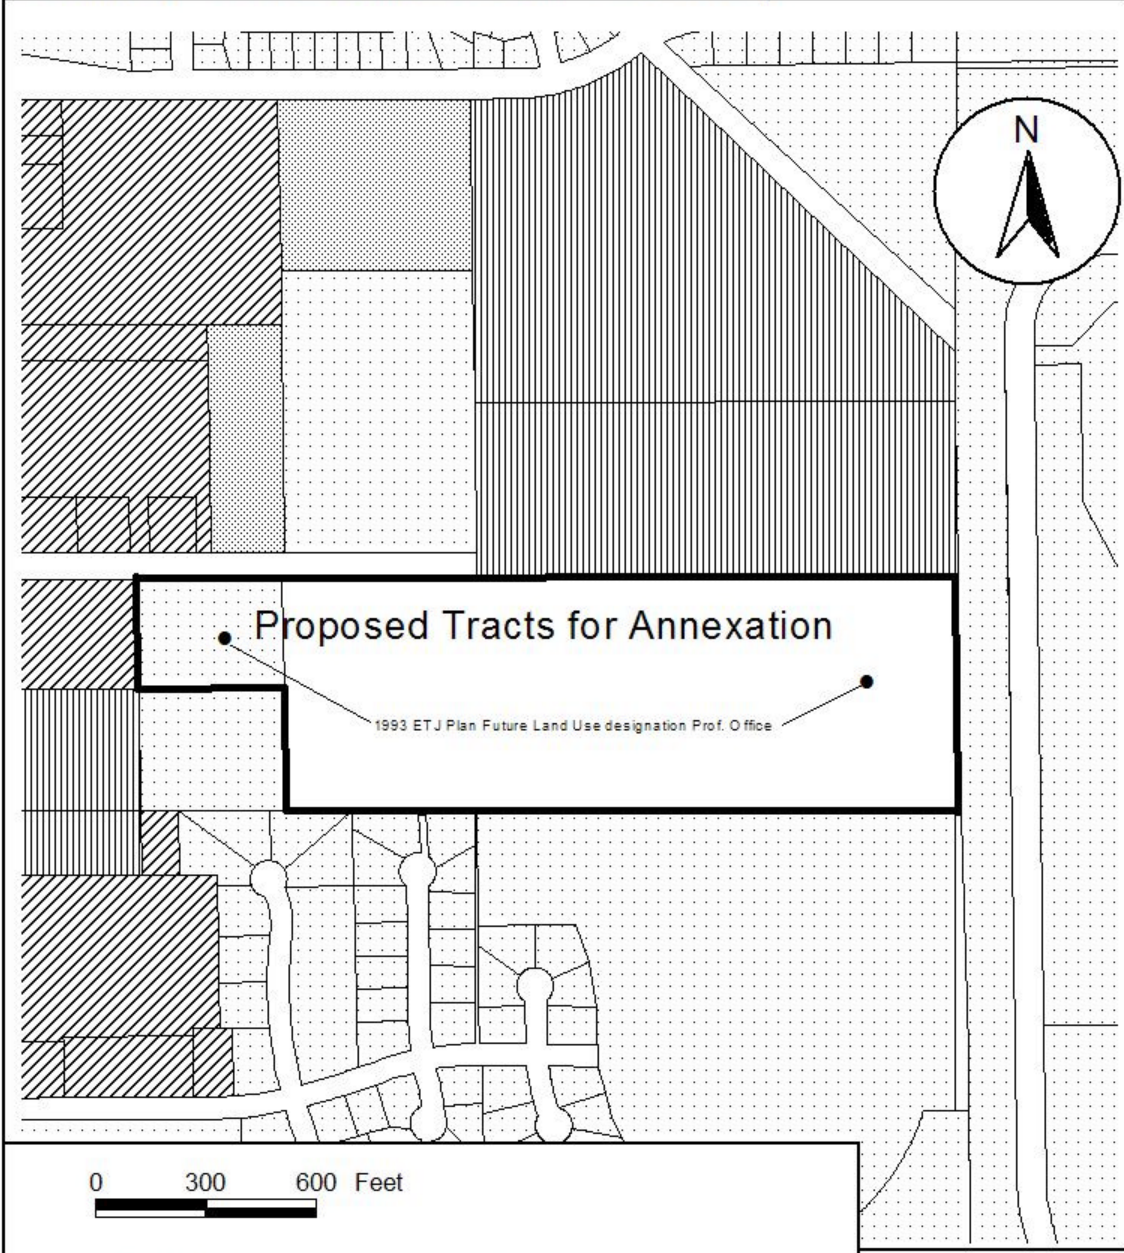 N
Proposed Tracts for Annexation
1993 ETJ Plan Future Land Use designation Prof. Office
0 300 600 Feet